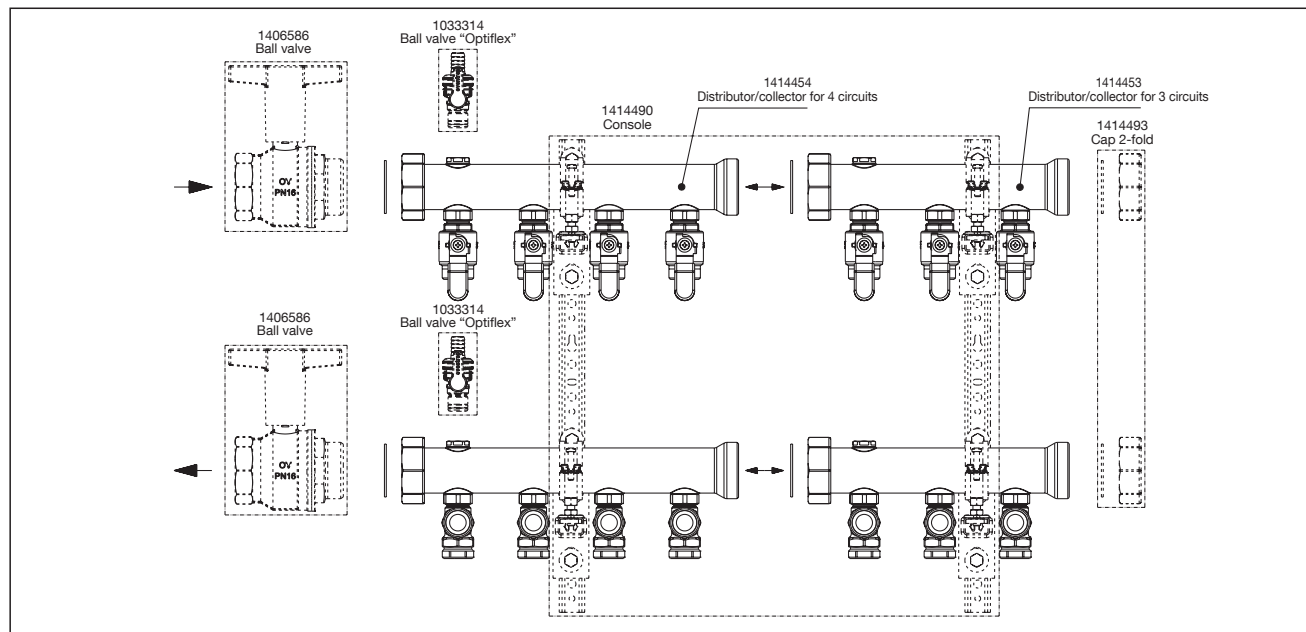 1406586
Ball valve
1033314
Ball valve “Optiflex”
1414490
Console
1414454
Distributor/collector for 4 circuits
1414453
Distributor/collector for 3 circuits
1414493
Cap 2-fold
OV
PN16
1406586
Ball valve
1033314
Ball valve “Optiflex”
OV
PN16